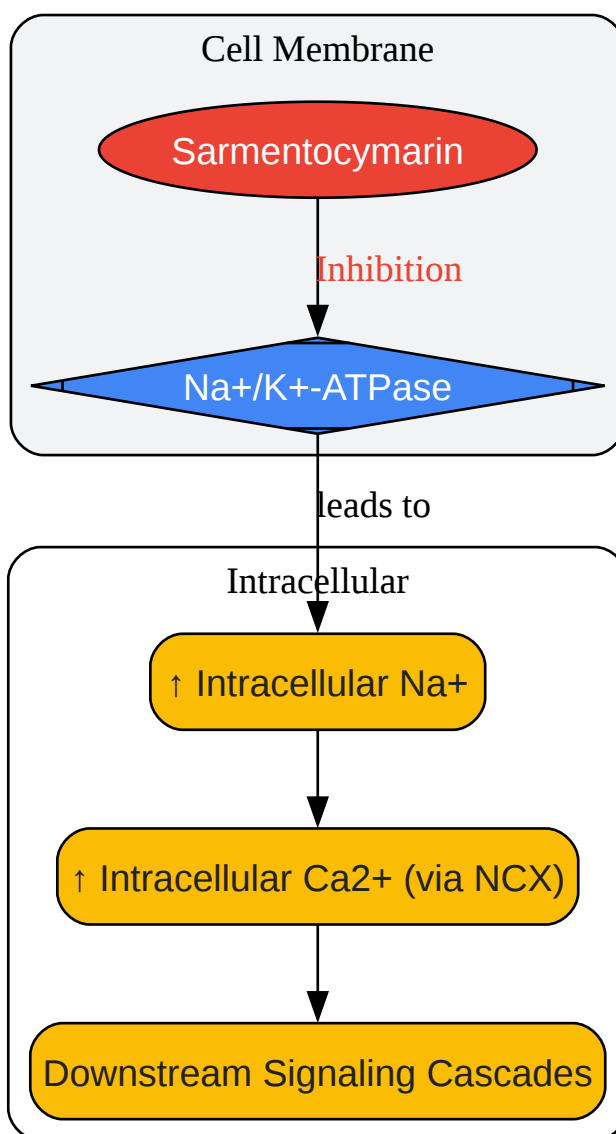 Cell Membrane
Sarmentocymarin
Inhibition
Na+/K+-ATPase
leads to
Intracellular
↑ Intracellular Na+
↑ Intracellular Ca2+ (via NCX)
Downstream Signaling Cascades